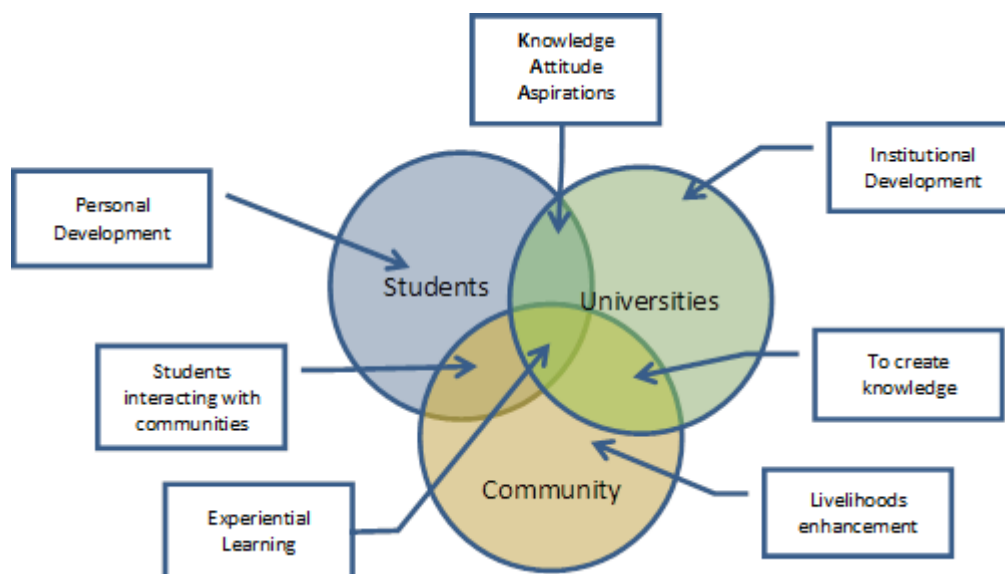 Knowledge
Attitude
Aspirations
Institutional
Development
Personal
Development
Students
Universities
Students
interacting with
communities
To create
knowledge
Community
Experiential
Learning
Livelihoods
enhancement